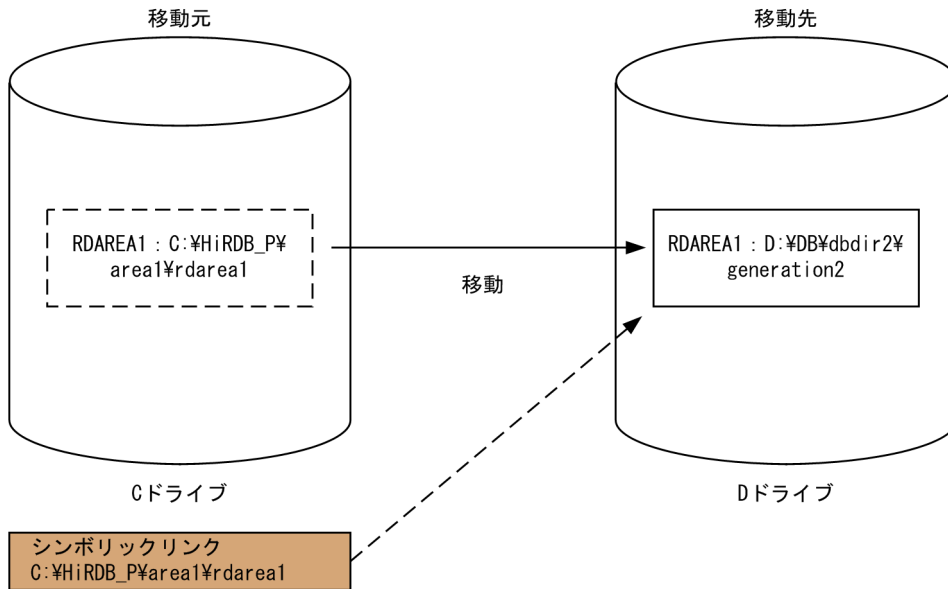 移動元
移動先
RDAREA1：C:¥HiRDB_P¥
area1¥rdarea1
移動
RDAREA1：D:¥DB¥dbdir2¥
generation2
Cドライブ
Dドライブ
シンボリックリンク
C:¥HiRDB_P¥area1¥rdarea1